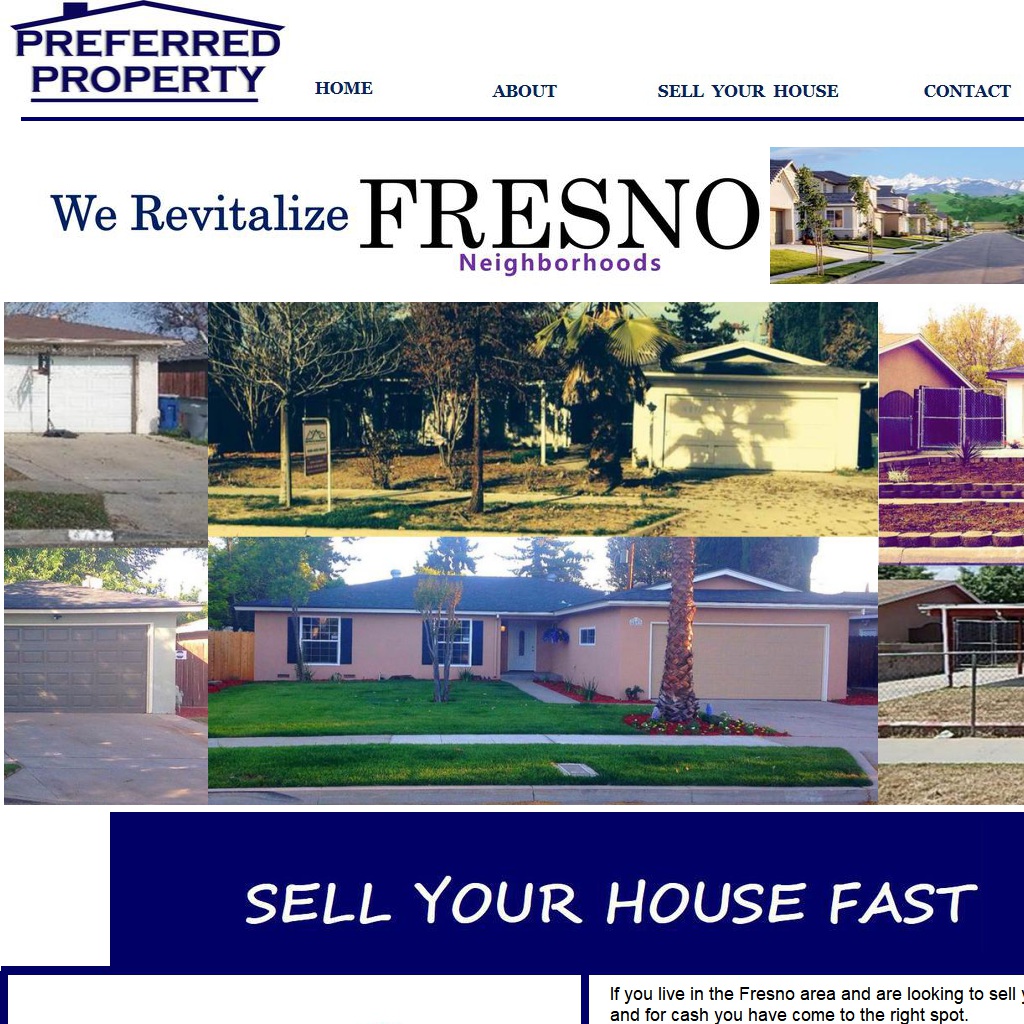 PREFERRED
PROPERTY
HOME
ABOUT
SELL YOUR HOUSE
CONTACT
We Revitalize FRESNO
Neighborhoods
SELL YOUR HOUSE FAST
If you live in the Fresno area and are looking to sell
and for cash you have come to the right spot.